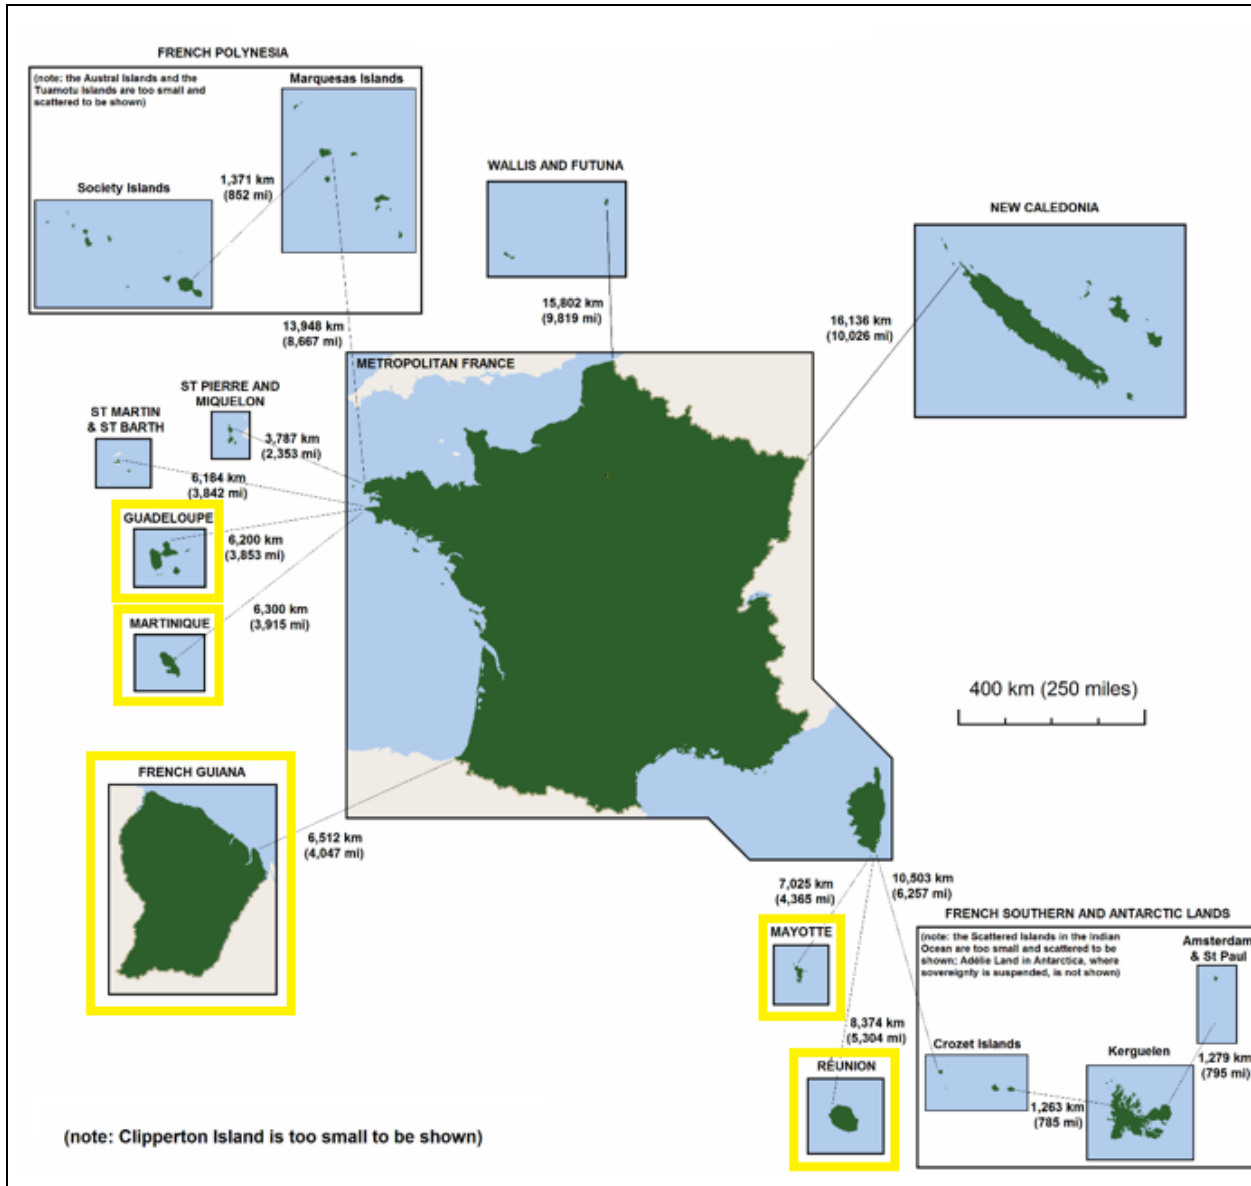 FRENCH POLYNESIA
(note: the Austral Islands and the
Tuamotu Islands are too small and
scattered to be shown)
Marquesas Islands
1,371 km
(852 mi)
Society Islands
WALLIS AND FUTUNA
NEW CALEDONIA
15,802 km
(9,819 mi)
16,136 km
(10,026 mi)
13,948 km
(8,667 mi)
METROPOLITAN FRANCE
ST PIERRE AND
MIQUELON
ST MARTIN
& ST BARTH
3,787 km
(2,353 mi)
6,184 km
(3,842 mi)
GUADELOUPE
6,200 km
(3,853 mi)
6,300 km
(3,915 mi)
MARTINIQUE
400 km (250 miles)
FRENCH GUIANA
6,512 km
(4,047 mi)
7,025 km
(4,365 mi)
10,503 km
(6,257 mi)
FRENCH SOUTHERN AND ANTARCTIC LANDS
(note: the Scattered Islands in the Indian
Ocean are too small and scattered to be
shown; Adélie Land in Antarctica, where
sovereignty is suspended, is not shown)
Amsterdam
& St Paul
MAYOTTE
8,374 km
(5,304 mi)
RÉUNION
Crozet Islands
Kerguelen
1,279 km
(795 mi)
1,263 km
(785 mi)
(note: Clipperton Island is too small to be shown)